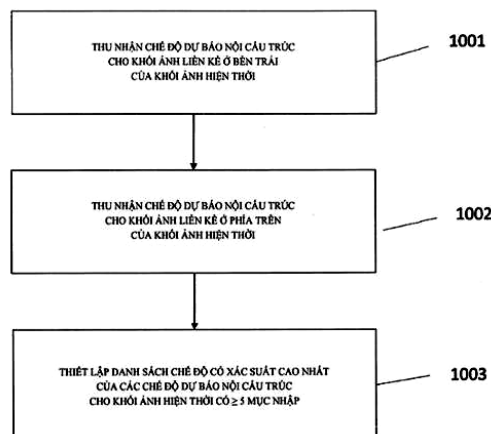 THU NHẬN CHẾ ĐỘ DỰ BÁO NỘI CẤU TRÚC
CHO KHỐI ẢNH LIỀN KỀ Ở BÊN TRÁI
CỦA KHỐI ẢNH HIỆN THỜI
1001
THU NHẬN CHẾ ĐỘ DỰ BÁO NỘI CẤU TRÚC
CHO KHỐI ẢNH LIỀN KỀ Ở PHÍA TRÊN
CỦA KHỐI ẢNH HIỆN THỜI
1002
THIẾT LẬP DANH SÁCH CHẾ ĐỘ CÓ XÁC SUẤT CAO NHẤT
CỦA CÁC CHẾ ĐỘ DỰ BÁO NỘI CẤU TRÚC
CHO KHỐI ẢNH HIỆN THỜI CÓ ≥ 5 MỤC NHẬP
1003